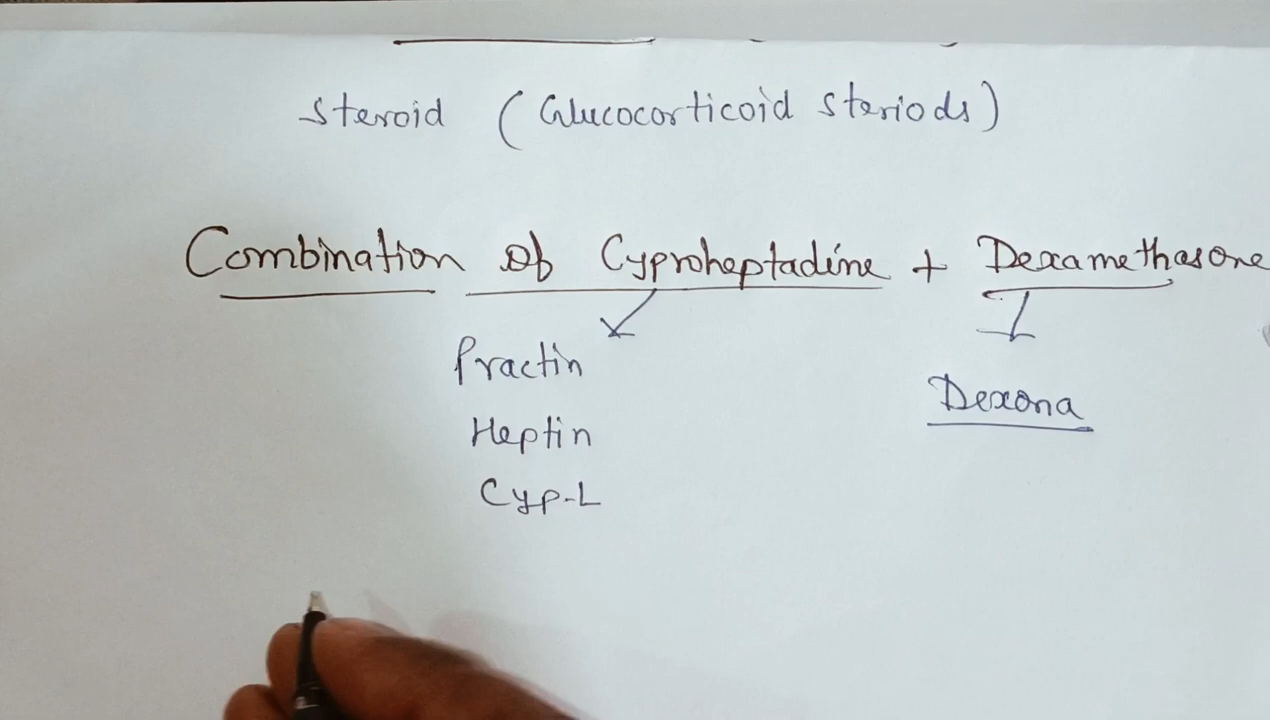 Steroid (Glucocorticoid steriods)
Combination of Cyproheptadine + Dexamethasone
Practin
Heptin
Cyp-L
Dexona